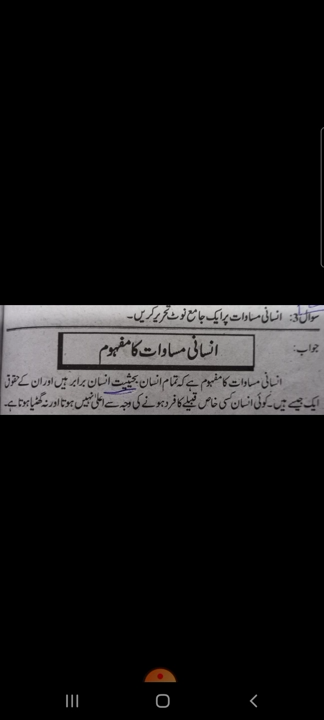 سوال 3: انسانی مساوات پر ایک جامع نوٹ تحریر کریں۔
جواب: انسانی مساوات کا مفہوم
انسانی مساوات کا مفہوم ہے کہ تمام انسان بحیثیت انسان برابر ہیں اور ان کے حقوق
ایک جیسے ہیں۔ کوئی انسان کسی خاص قبیلے کا فرد ہونے کی وجہ سے اعلیٰ نہیں ہوتا اور نہ گھٹیا ہوتا ہے۔